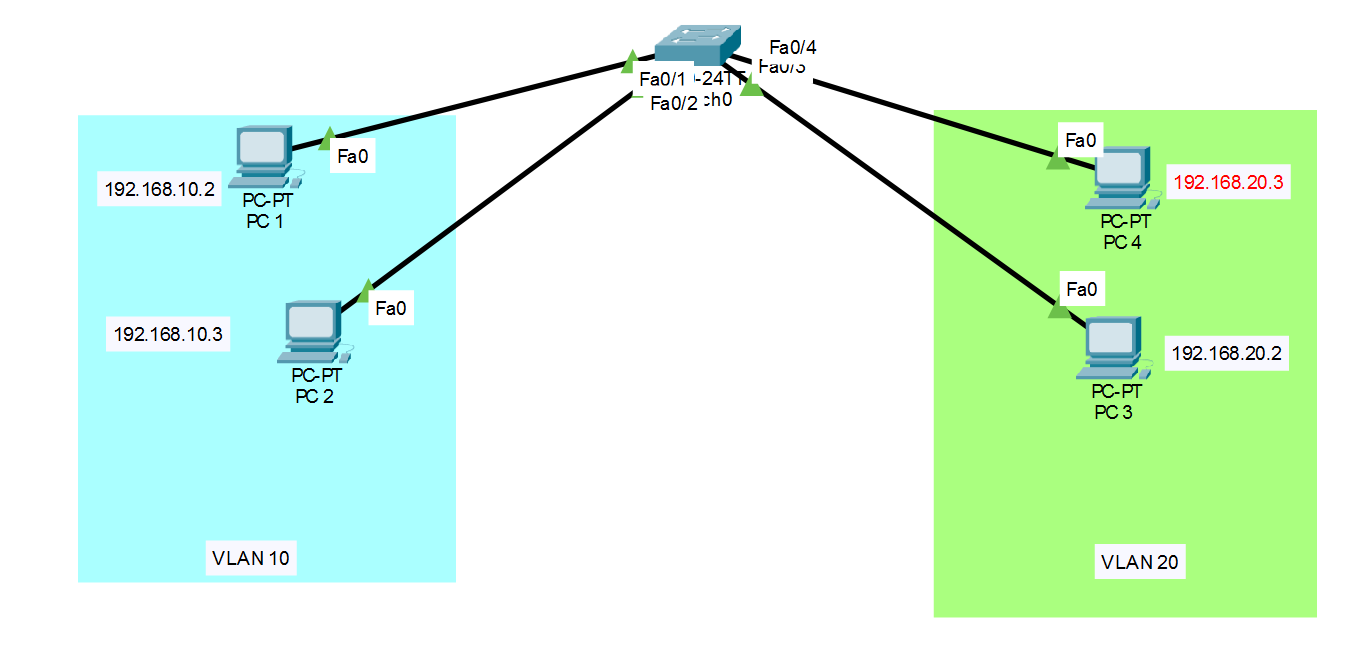 Fa0/4
Fa0/3
Fa0/1
-24TT
Fa0/2
ch0
Fa0
192.168.10.2
PC-PT
PC 1
Fa0
192.168.20.3
PC-PT
PC 4
Fa0
192.168.10.3
PC-PT
PC 2
Fa0
192.168.20.2
PC-PT
PC 3
VLAN 10
VLAN 20